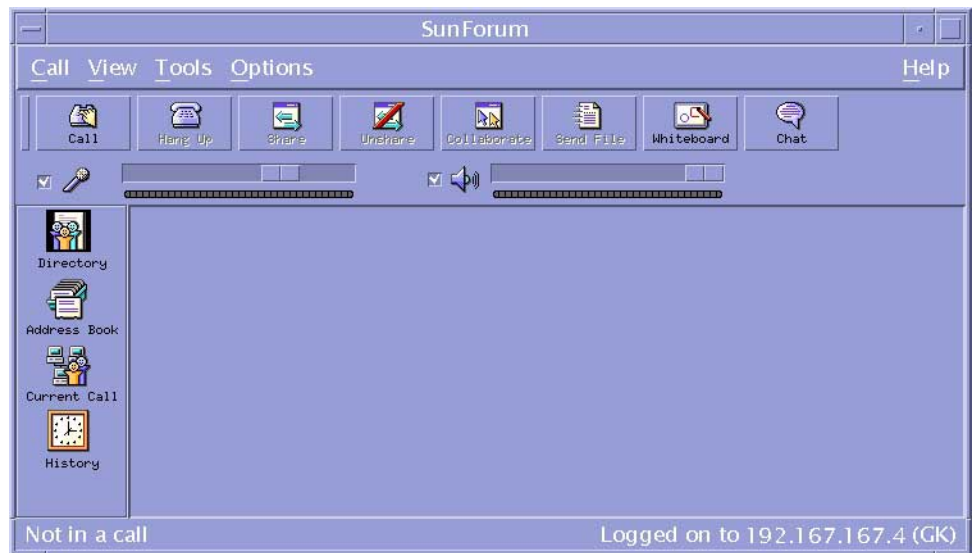 SunForum
Call View Tools Options Help
Call Hang Up Share Unshare Collaborate Send File Whiteboard Chat
Directory
Address Book
Current Call
History
Not in a call Logged on to 192.167.167.4 (GK)